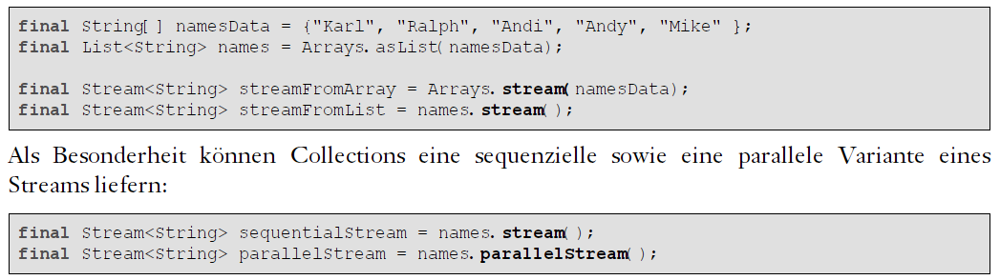 final String[] namesData = {"Karl", "Ralph", "Andi", "Andy", "Mike" };
final List<String> names = Arrays.asList(namesData);
final Stream<String> streamFromArray = Arrays.stream(namesData);
final Stream<String> streamFromList = names.stream();
Als Besonderheit können Collections eine sequenzielle sowie eine parallele Variante eines
Streams liefern:
final Stream<String> sequentialStream = names.stream();
final Stream<String> parallelStream = names.parallelStream();